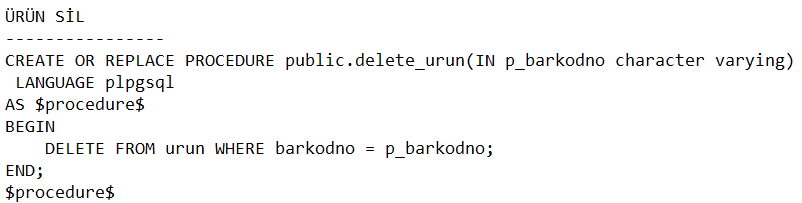 ÜRÜN SİL
----------------
CREATE OR REPLACE PROCEDURE public.delete_urun(IN p_barkodno character varying)
 LANGUAGE plpgsql
AS $procedure$
BEGIN
    DELETE FROM urun WHERE barkodno = p_barkodno;
END;
$procedure$